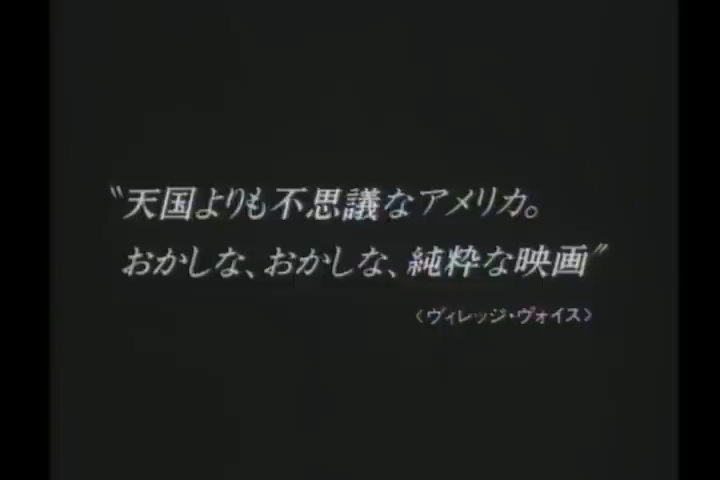 〝天国よりも不思議なアメリカ。
おかしな、おかしな、純粋な映画〞
〈ヴィレッジ・ヴォイス〉